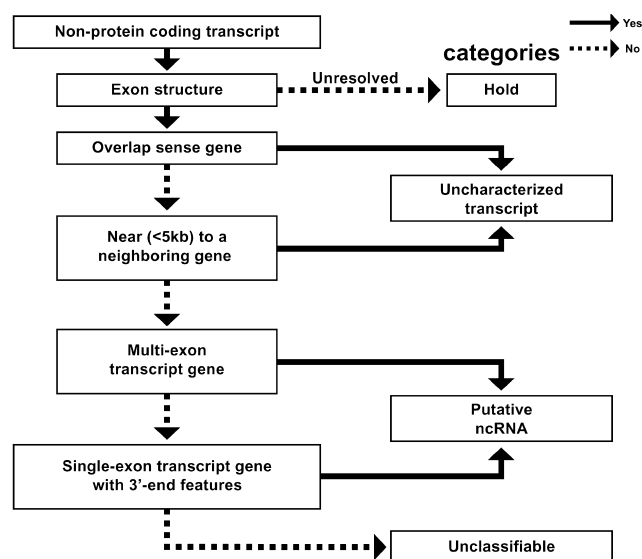 Non-protein coding transcript
Yes
No
categories
Exon structure
Unresolved
Hold
Overlap sense gene
Uncharacterized
transcript
Near (<5kb) to a
neighboring gene
Multi-exon
transcript gene
Putative
ncRNA
Single-exon transcript gene
with 3'-end features
Unclassifiable